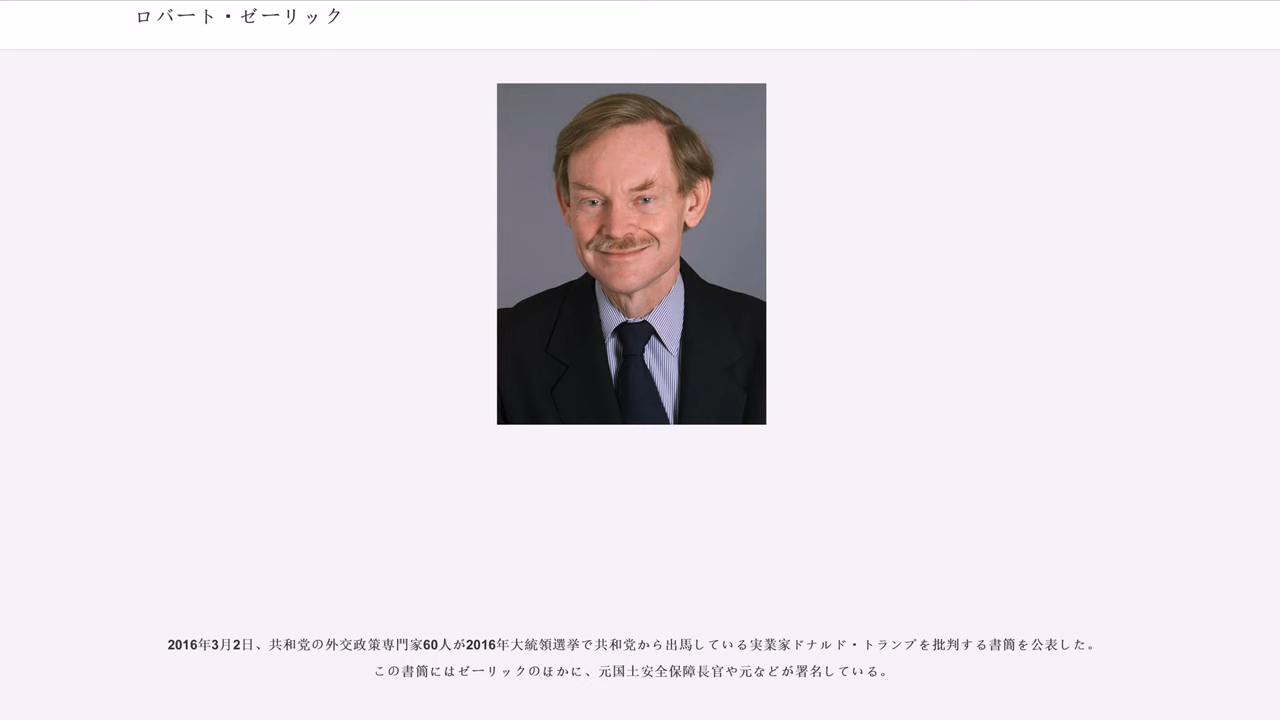 ロバート・ゼーリック
2016年3月2日、共和党の外交政策専門家60人が2016年大統領選挙で共和党から出馬している実業家ドナルド・トランプを批判する書簡を公表した。
この書簡にはゼーリックのほかに、元国土安全保障長官や元などが署名している。